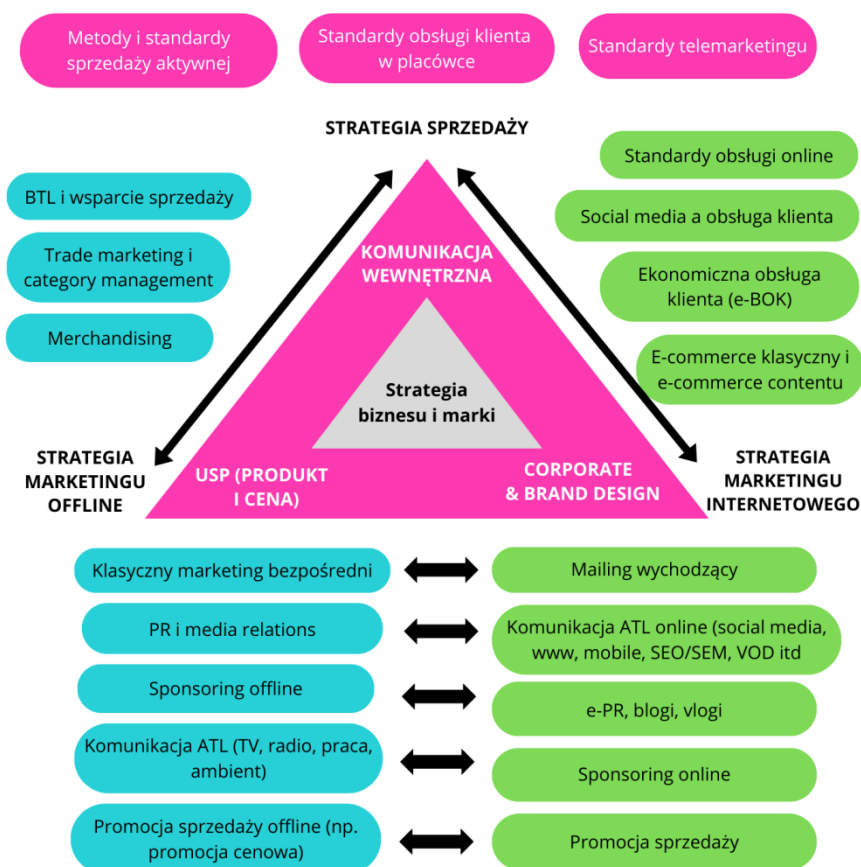 Metody i standardy
sprzedaży aktywnej
Standardy obsługi klienta
w placówce
Standardy telemarketingu
STRATEGIA SPRZEDAŻY
BTL i wsparcie sprzedaży
Trade marketing i
category management
Merchandising
Standardy obsługi online
Social media a obsługa klienta
Ekonomiczna obsługa
klienta (e-BOK)
E-commerce klasyczny i
e-commerce contentu
KOMUNIKACJA
WEWNĘTRZNA
Strategia
biznesu i marki
USP (PRODUKT
I CENA)
CORPORATE
& BRAND DESIGN
STRATEGIA
MARKETINGU
OFFLINE
STRATEGIA
MARKETINGU
INTERNETOWEGO
Klasyczny marketing bezpośredni
Mailing wychodzący
PR i media relations
Komunikacja ATL online (social media,
www, mobile, SEO/SEM, VOD itd
Sponsoring offline
e-PR, blogi, vlogi
Komunikacja ATL (TV, radio, praca,
ambient)
Sponsoring online
Promocja sprzedaży offline (np.
promocja cenowa)
Promocja sprzedaży